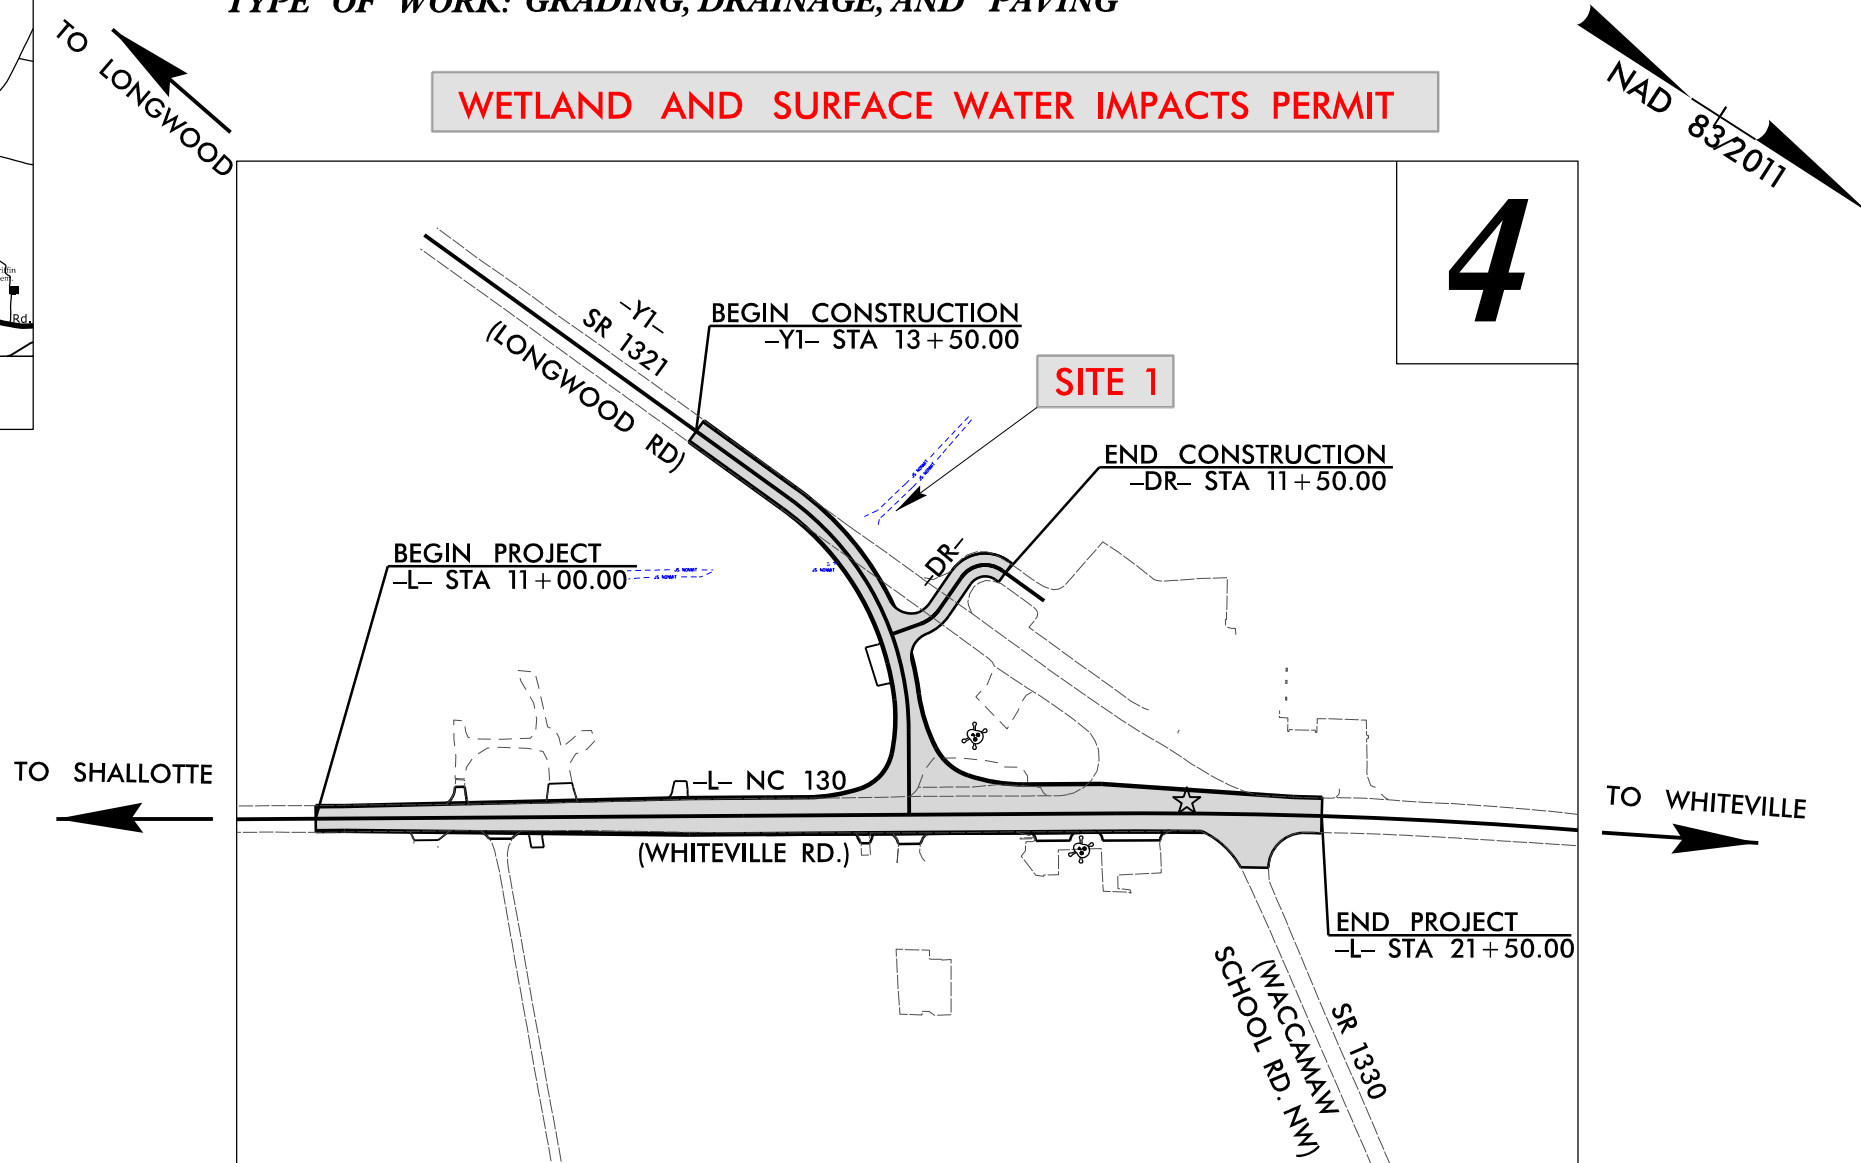 TYPE OF WORK: GRADING, DRAINAGE, AND PAVING
TO LONGWOOD
WETLAND AND SURFACE WATER IMPACTS PERMIT
NAD 83/2011
4
Rd.
-Y1-
SR 1321
(LONGWOOD RD)
BEGIN CONSTRUCTION
-Y1- STA 13+50.00
SITE 1
END CONSTRUCTION
-DR- STA 11+50.00
-DR-
BEGIN PROJECT
-L- STA 11+00.00
TO SHALLOTTE
-L- NC 130
(WHITEVILLE RD.)
TO WHITEVILLE
END PROJECT
-L- STA 21+50.00
SR 1330
(WACCAMAW
SCHOOL RD. NW)